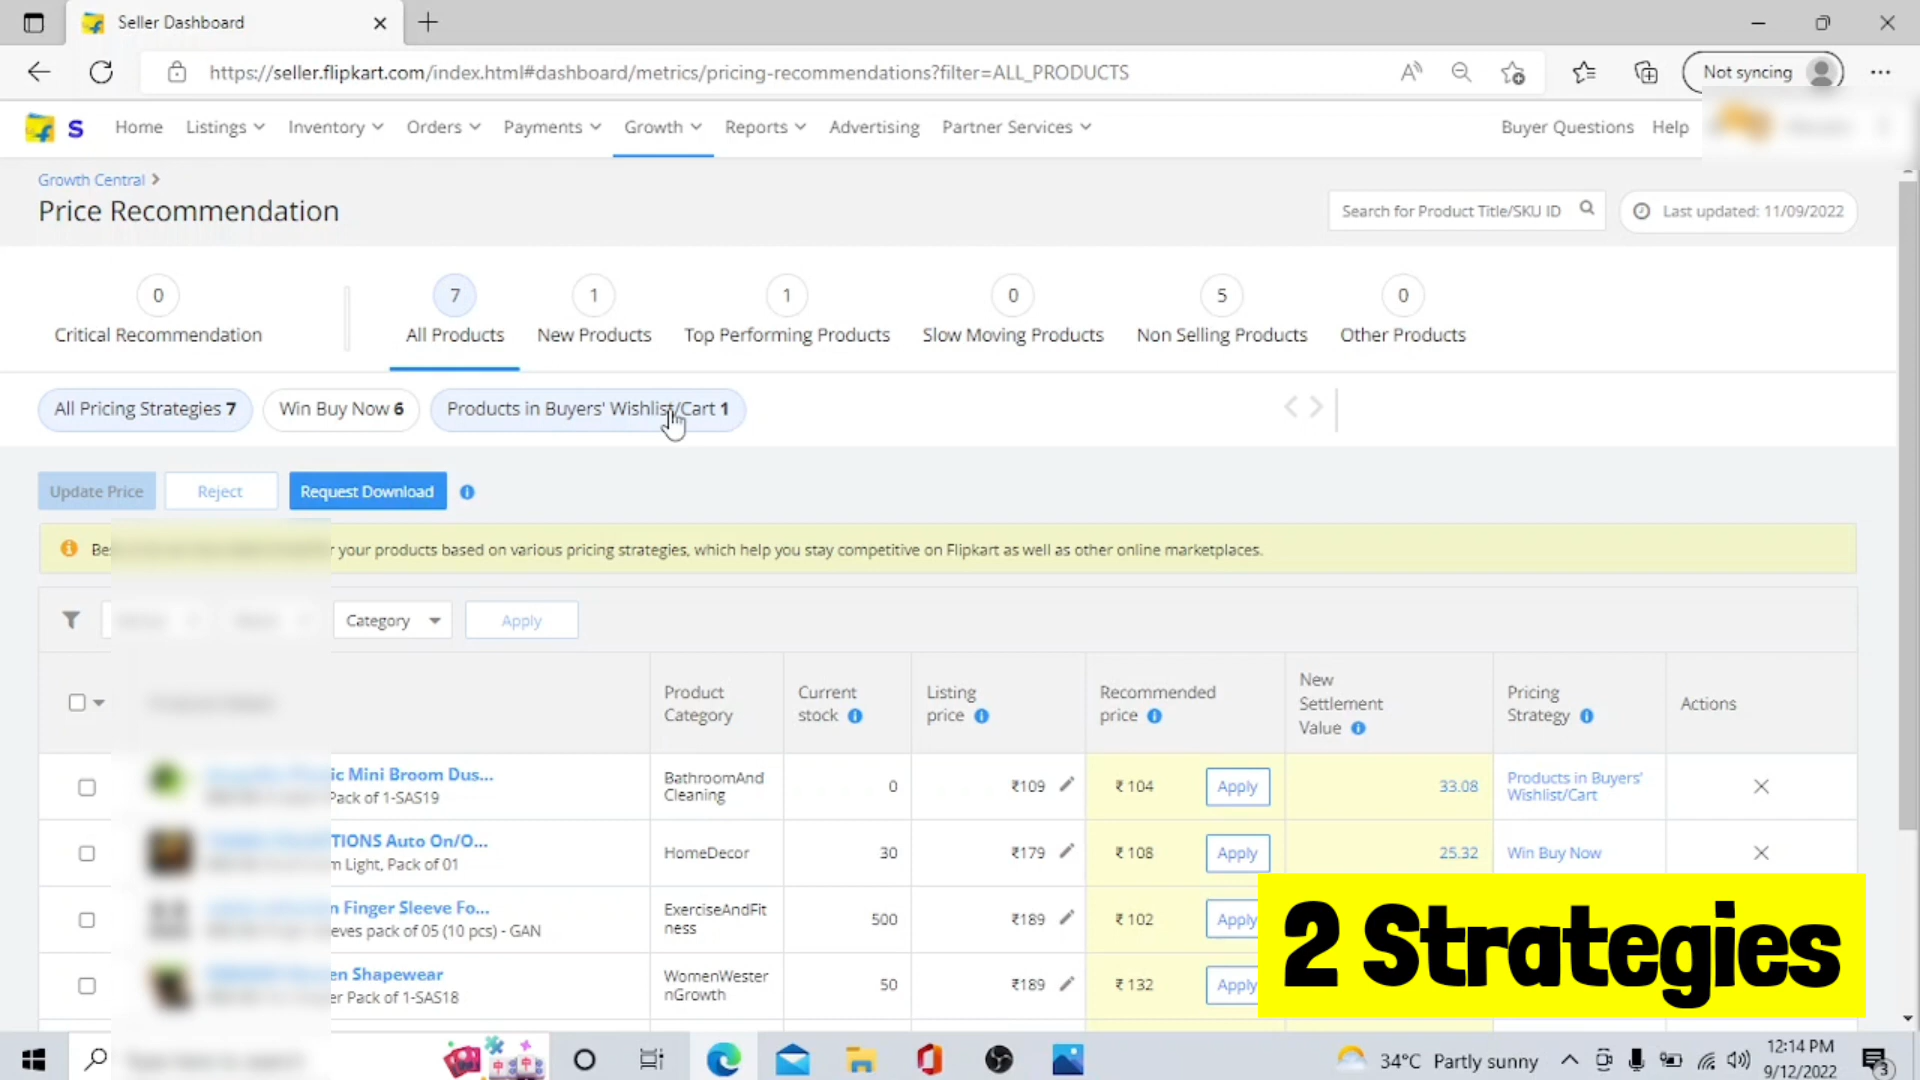 Seller Dashboard
https://seller.flipkart.com/index.html#dashboard/metrics/pricing-recommendations?filter=ALL_PRODUCTS
Not syncing
S Home Listings Inventory Orders Payments Growth Reports Advertising Partner Services Buyer Questions Help
Growth Central
Price Recommendation
Search for Product Title/SKU ID
Last updated: 11/09/2022
0 7 1 1 0 5 0
Critical Recommendation All Products New Products Top Performing Products Slow Moving Products Non Selling Products Other Products
All Pricing Strategies 7 Win Buy Now 6 Products in Buyers' Wishlist/Cart 1
Update Price Reject Request Download
your products based on various pricing strategies, which help you stay competitive on Flipkart as well as other online marketplaces.
Category Apply
Product Category
Current stock
Listing price
Recommended price
New Settlement Value
Pricing Strategy
Actions
Mini Broom Dus...
Pack of 1-SAS19
BathroomAnd
Cleaning
0 ₹109 ₹ 104 Apply 33.08
Products in Buyers'
Wishlist/Cart
Auto On/O...
Light, Pack of 01
HomeDecor 30 ₹179 ₹ 108 Apply 25.32 Win Buy Now
Finger Sleeve Fo...
pack of 05 (10 pcs) - GAN
ExerciseAndFit
ness
500 ₹189 ₹ 102 Apply
Shapewear
Pack of 1-SAS18
WomenWester
nGrowth
50 ₹189 ₹ 132 Apply
2 Strategies
34°C Partly sunny
12:14 PM
9/12/2022
3